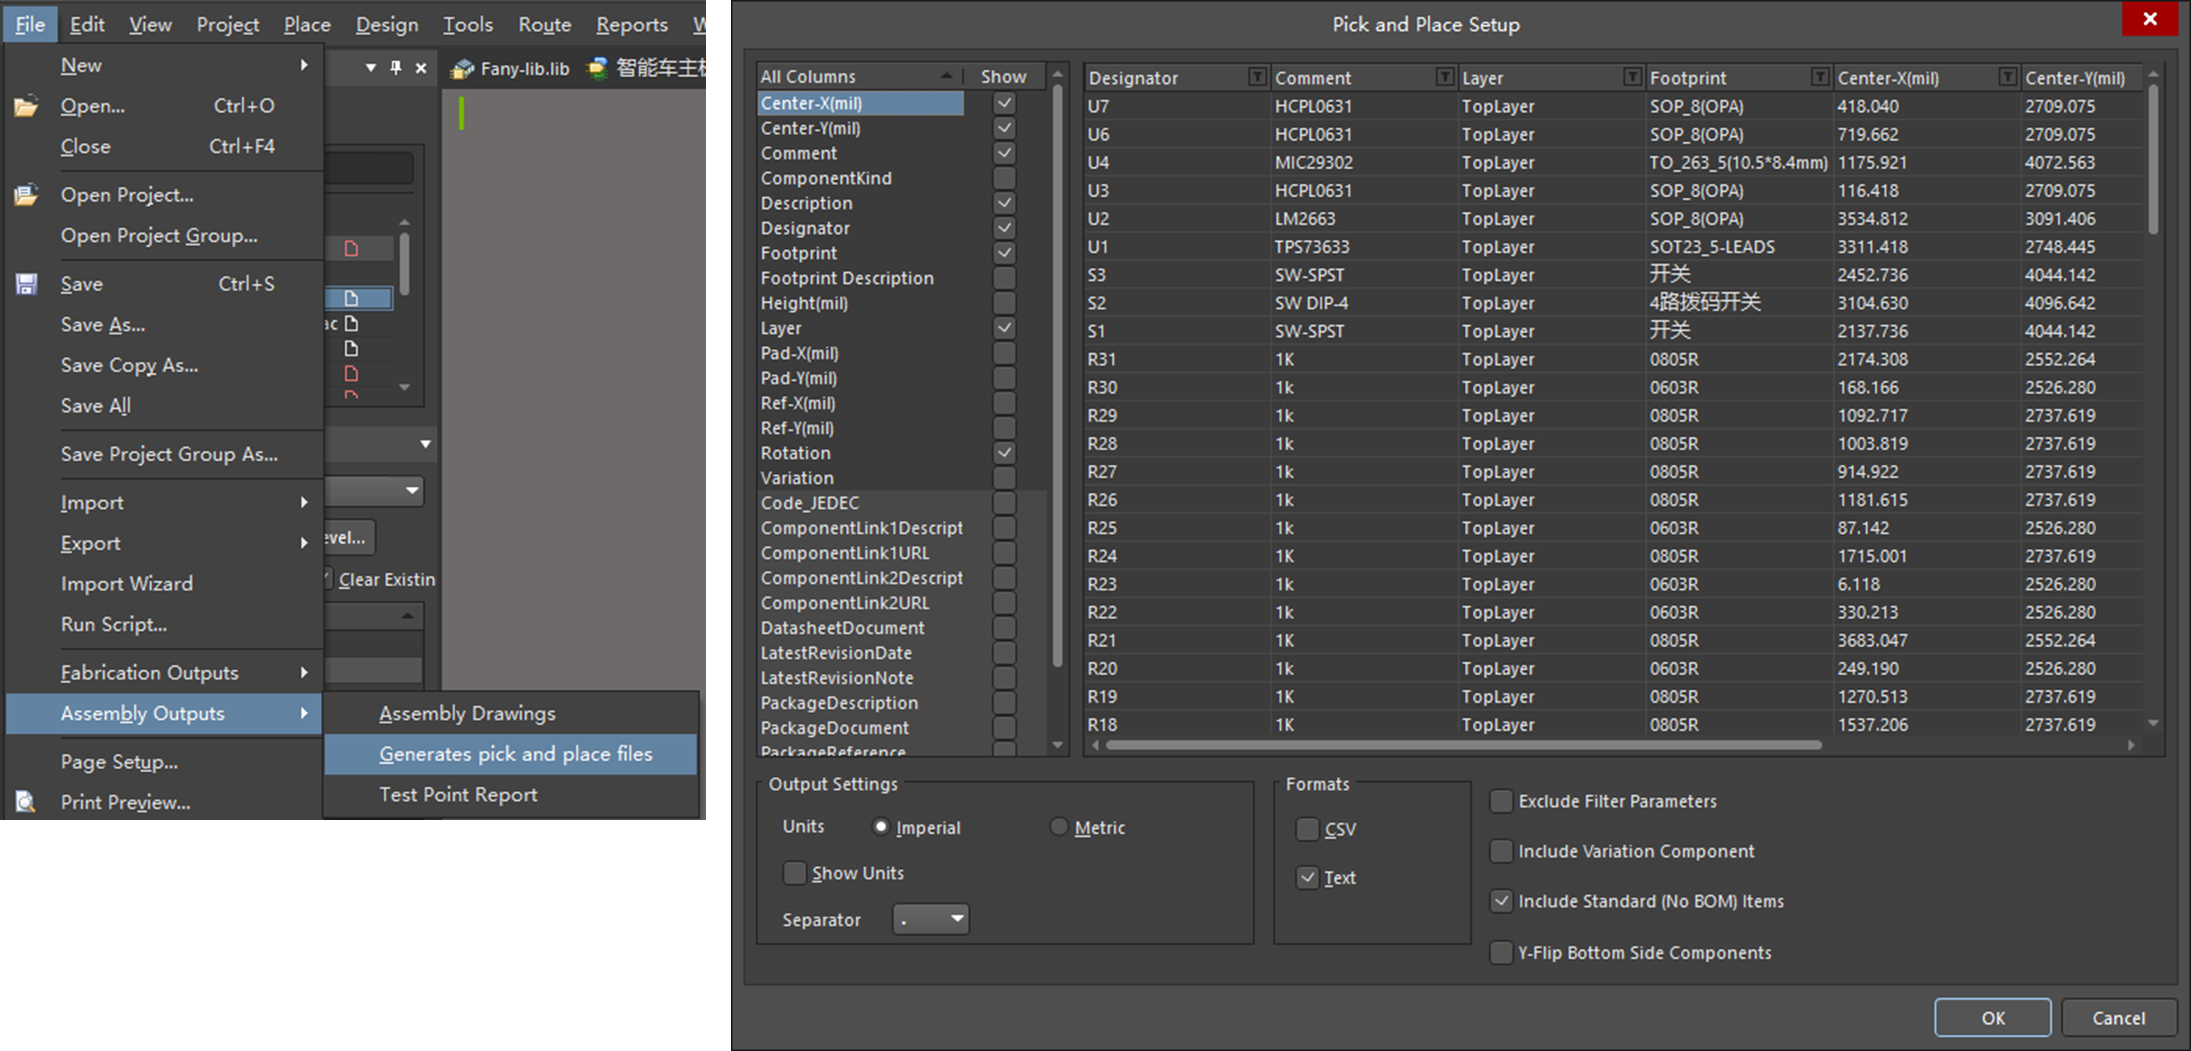 File Edit View Project Place Design Tools Route Reports
New
Open... Ctrl+O
Close Ctrl+F4
Open Project...
Open Project Group...
Save Ctrl+S
Save As...
Save Copy As...
Save All
Save Project Group As...
Import
Export
Import Wizard
Run Script...
Fabrication Outputs
Assembly Outputs
Page Setup...
Print Preview...
Assembly Drawings
Generates pick and place files
Test Point Report
Fany-lib.lib 智能车主板
Clear Existin
Pick and Place Setup
All Columns Show
Center-X(mil)
Center-Y(mil)
Comment
ComponentKind
Description
Designator
Footprint
Footprint Description
Height(mil)
Layer
Pad-X(mil)
Pad-Y(mil)
Ref-X(mil)
Ref-Y(mil)
Rotation
Variation
Code_JEDEC
ComponentLink1Descript
ComponentLink1URL
ComponentLink2Descript
ComponentLink2URL
DatasheetDocument
LatestRevisionDate
LatestRevisionNote
PackageDescription
PackageDocument
PackageReference
Designator Comment Layer Footprint Center-X(mil) Center-Y(mil)
U7 HCPL0631 TopLayer SOP_8(OPA) 418.040 2709.075
U6 HCPL0631 TopLayer SOP_8(OPA) 719.662 2709.075
U4 MIC29302 TopLayer TO_263_5(10.5*8.4mm) 1175.921 4072.563
U3 HCPL0631 TopLayer SOP_8(OPA) 116.418 2709.075
U2 LM2663 TopLayer SOP_8(OPA) 3534.812 3091.406
U1 TPS73633 TopLayer SOT23_5-LEADS 3311.418 2748.445
S3 SW-SPST TopLayer 开关 2452.736 4044.142
S2 SW DIP-4 TopLayer 4路拨码开关 3104.630 4096.642
S1 SW-SPST TopLayer 开关 2137.736 4044.142
R31 1K TopLayer 0805R 2174.308 2552.264
R30 1k TopLayer 0603R 168.166 2526.280
R29 1k TopLayer 0805R 1092.717 2737.619
R28 1k TopLayer 0805R 1003.819 2737.619
R27 1k TopLayer 0805R 914.922 2737.619
R26 1k TopLayer 0805R 1181.615 2737.619
R25 1k TopLayer 0603R 87.142 2526.280
R24 1K TopLayer 0805R 1715.001 2737.619
R23 1k TopLayer 0603R 6.118 2526.280
R22 1k TopLayer 0603R 330.213 2526.280
R21 1K TopLayer 0805R 3683.047 2552.264
R20 1k TopLayer 0603R 249.190 2526.280
R19 1K TopLayer 0805R 1270.513 2737.619
R18 1K TopLayer 0805R 1537.206 2737.619
Output Settings
Units Imperial Metric
Show Units
Separator .
Formats
CSV
Text
Exclude Filter Parameters
Include Variation Component
Include Standard (No BOM) Items
Y-Flip Bottom Side Components
OK Cancel